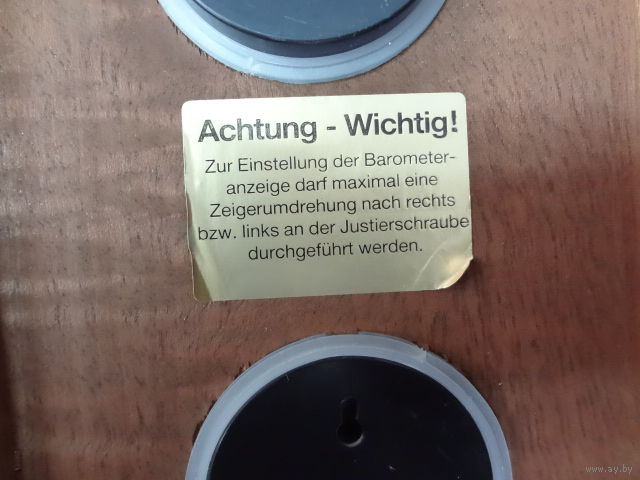 Achtung - Wichtig!
Zur Einstellung der Barometer-
anzeige darf maximal eine
Zeigerumdrehung nach rechts
bzw. links an der Justierschraube
durchgeführt werden.
www.ay.by